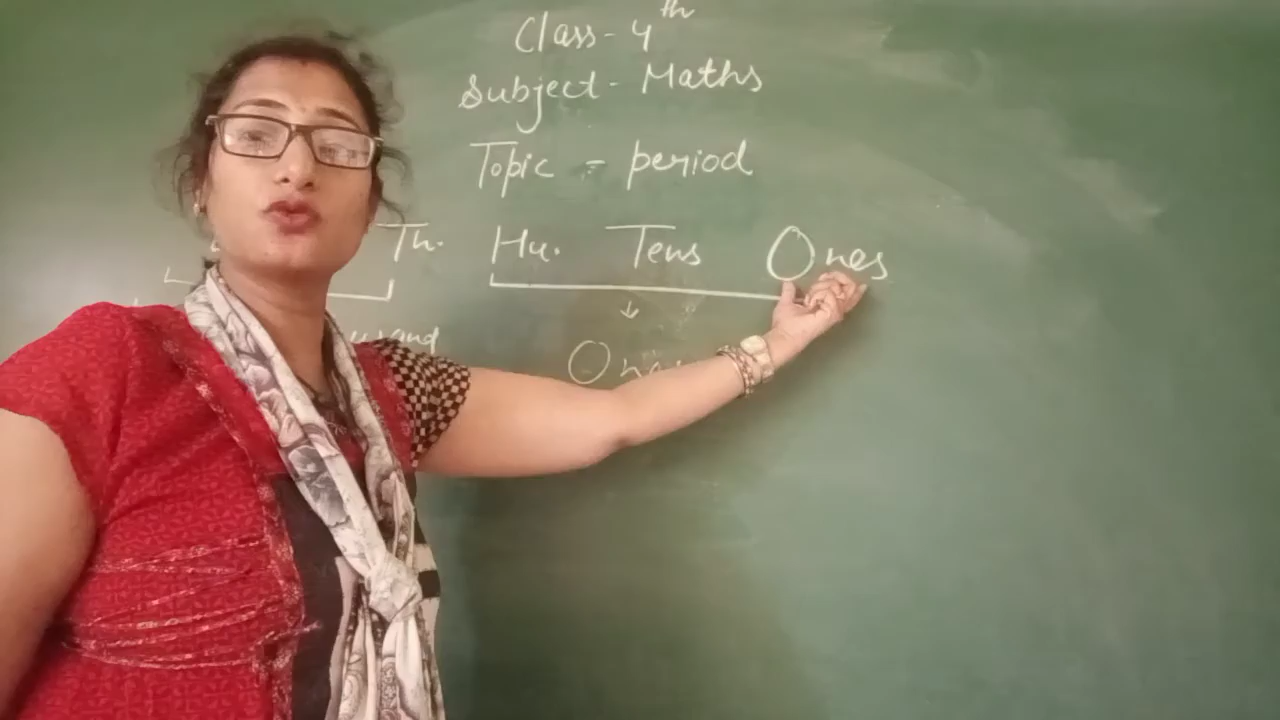 Class - 4th
Subject - Maths
Topic - period
Th. Hu. Tens Ones